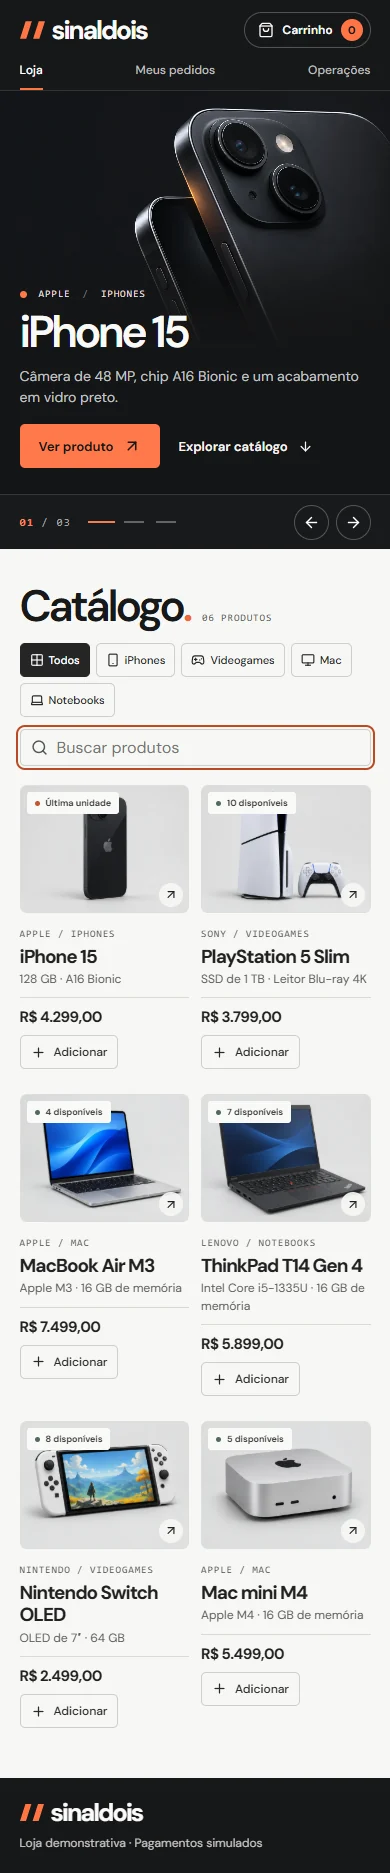 sinaldois
Carrinho 0
Loja Meus pedidos Operações
APPLE / IPHONES
iPhone 15
Câmera de 48 MP, chip A16 Bionic e um acabamento
em vidro preto.
Ver produto Explorar catálogo
01 / 03
Catálogo. 06 PRODUTOS
Todos iPhones Videogames Mac
Notebooks
Buscar produtos
Última unidade
APPLE / IPHONES
iPhone 15
128 GB · A16 Bionic
R$ 4.299,00
Adicionar
10 disponíveis
SONY / VIDEOGAMES
PlayStation 5 Slim
SSD de 1 TB · Leitor Blu-ray 4K
R$ 3.799,00
Adicionar
4 disponíveis
APPLE / MAC
MacBook Air M3
Apple M3 · 16 GB de memória
R$ 7.499,00
Adicionar
7 disponíveis
LENOVO / NOTEBOOKS
ThinkPad T14 Gen 4
Intel Core i5-1335U · 16 GB de
memória
R$ 5.899,00
Adicionar
8 disponíveis
NINTENDO / VIDEOGAMES
Nintendo Switch
OLED
OLED de 7" · 64 GB
R$ 2.499,00
Adicionar
5 disponíveis
APPLE / MAC
Mac mini M4
Apple M4 · 16 GB de memória
R$ 5.499,00
Adicionar
sinaldois
Loja demonstrativa · Pagamentos simulados